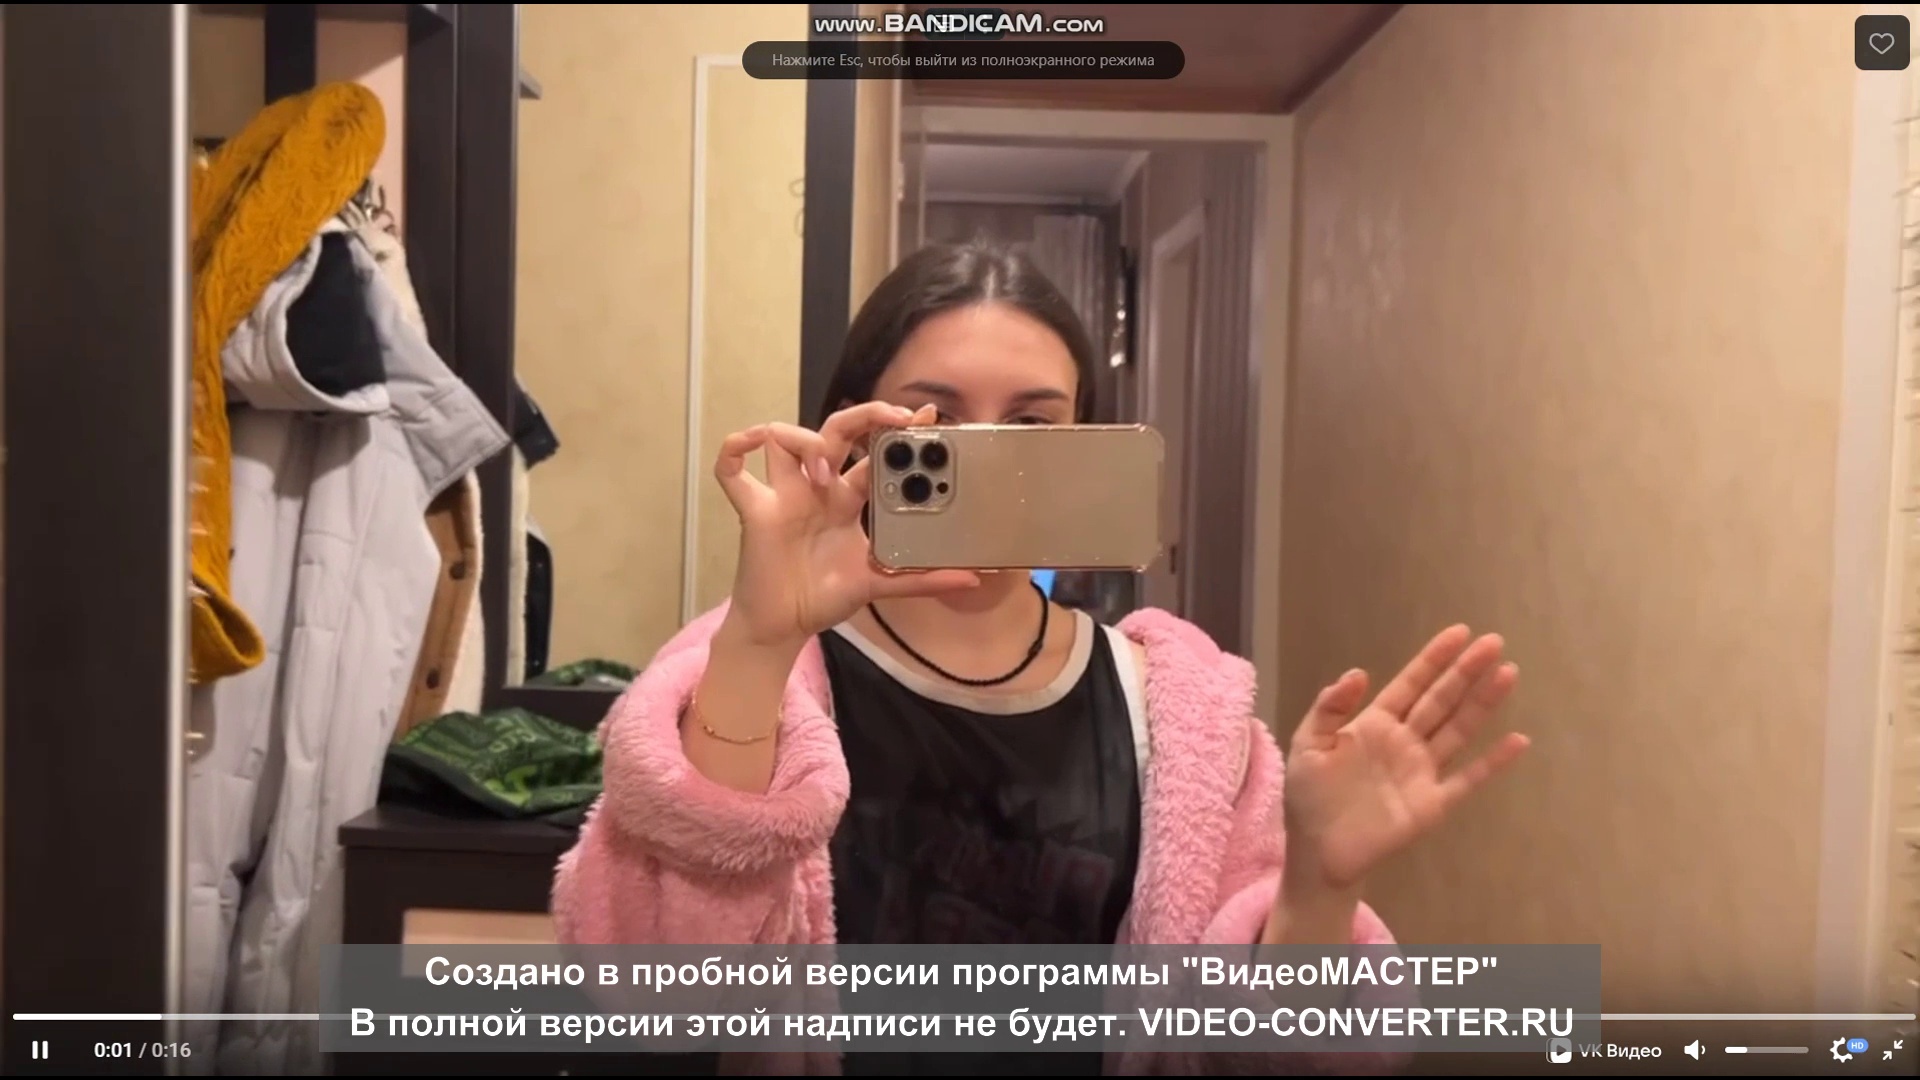 www.BANDICAM.com
Нажмите Esc, чтобы выйти из полноэкранного режима
Создано в пробной версии программы "ВидеоМАСТЕР"
В полной версии этой надписи не будет. VIDEO-CONVERTER.RU
0:01 / 0:16
VK Видео
HD